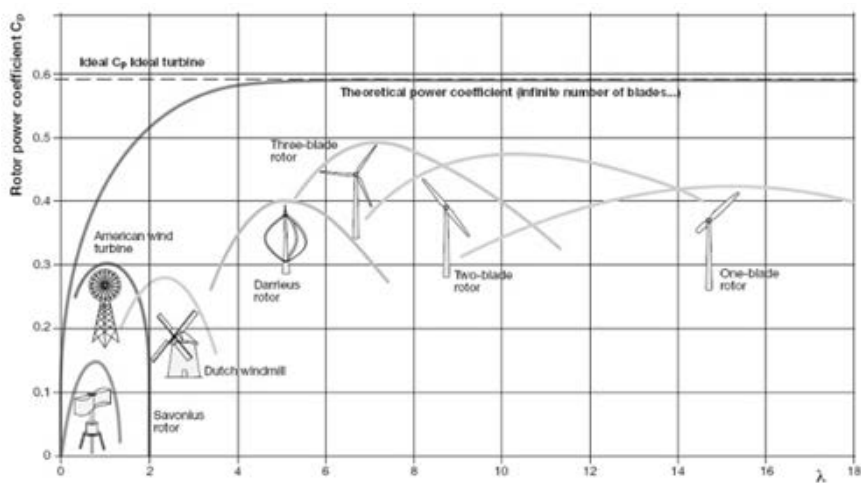 Rotor power coefficient Cp
Ideal Cp Ideal turbine
0.6
Theoretical power coefficient (infinite number of blades...)
0.5
Three-blade
rotor
0.4
American wind
turbine
0.3
Darrieus
rotor
Two-blade
rotor
One-blade
rotor
0.2
Dutch windmill
0.1
Savonius
rotor
0
0 2 4 6 8 10 12 14 16 18
λ